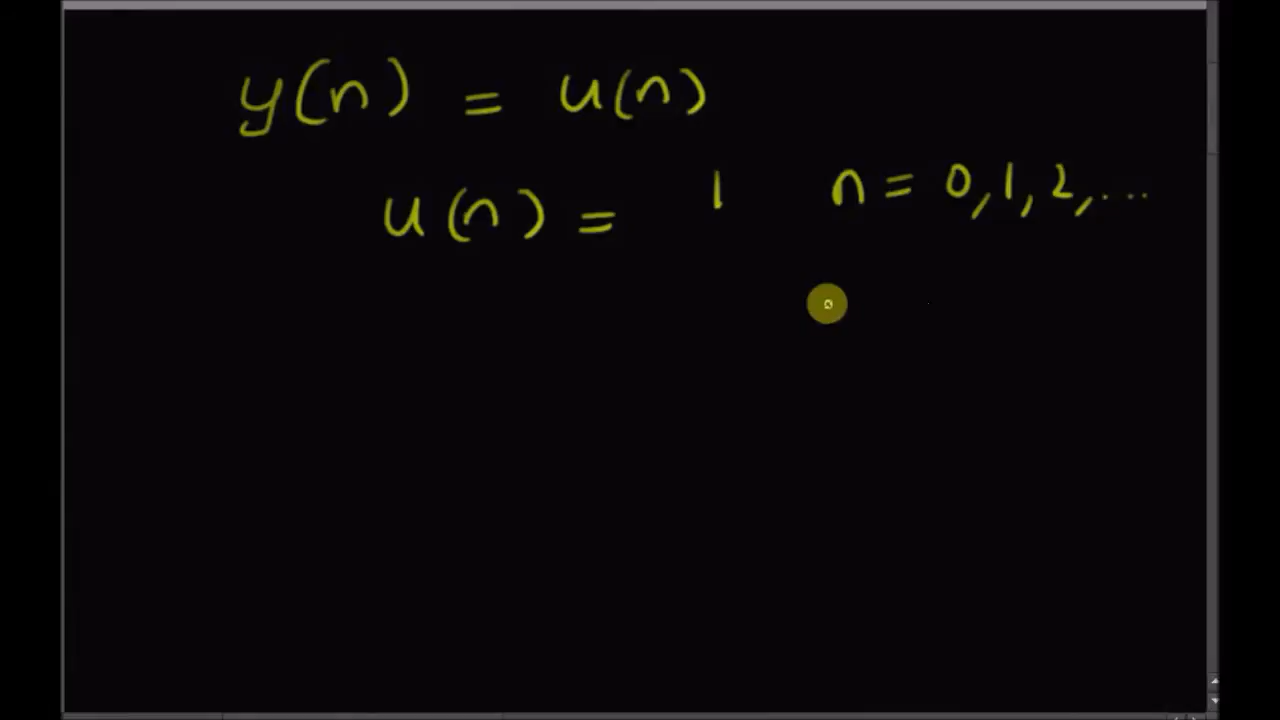 y(n) = u(n)
u(n) = 1 n = 0, 1, 2, ...